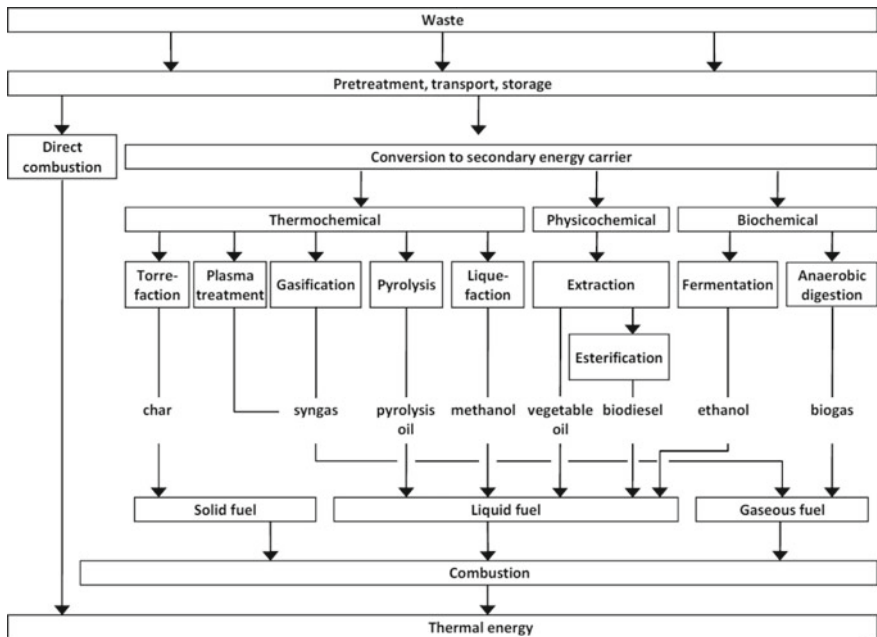 Waste
Pretreatment, transport, storage
Direct
combustion
Conversion to secondary energy carrier
Thermochemical
Physicochemical
Biochemical
Torre-
faction
Plasma
treatment
Gasification
Pyrolysis
Lique-
faction
Extraction
Fermentation
Anaerobic
digestion
Esterification
char
syngas
pyrolysis
oil
methanol
vegetable
oil
biodiesel
ethanol
biogas
Solid fuel
Liquid fuel
Gaseous fuel
Combustion
Thermal energy